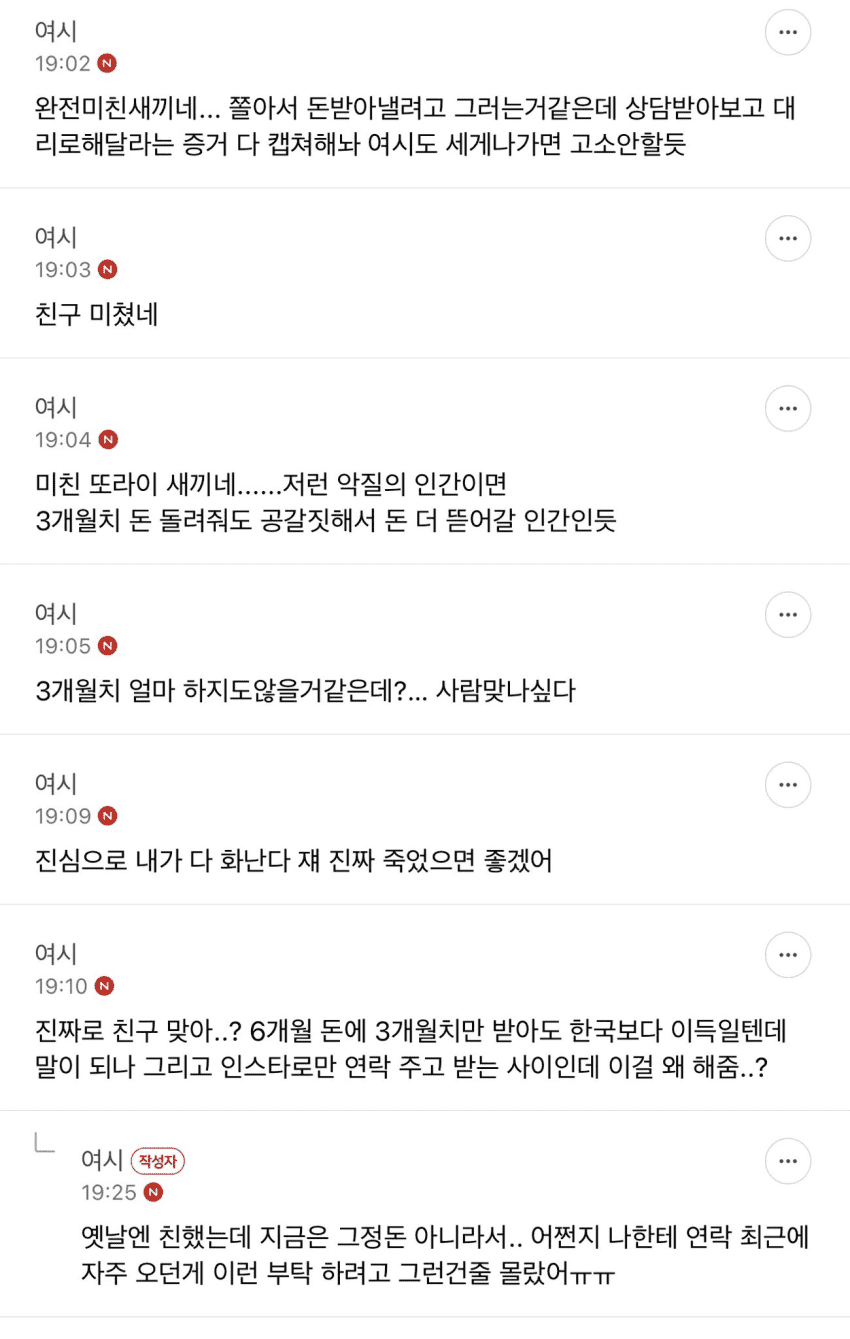 여시
19:02 N
완전미친새끼네... 쫄아서 돈받아낼려고 그러는거같은데 상담받아보고 대
리로해달라는 증거 다 캡쳐해놔 여시도 세게나가면 고소안할듯
여시
19:03 N
친구 미쳤네
여시
19:04 N
미친 또라이 새끼네......저런 악질의 인간이면
3개월치 돈 돌려줘도 공갈짓해서 돈 더 뜯어갈 인간인듯
여시
19:05 N
3개월치 얼마 하지도않을거같은데?... 사람맞나싶다
여시
19:09 N
진심으로 내가 다 화난다 쟤 진짜 죽었으면 좋겠어
여시
19:10 N
진짜로 친구 맞아..? 6개월 돈에 3개월치만 받아도 한국보다 이득일텐데
말이 되나 그리고 인스타로만 연락 주고 받는 사이인데 이걸 왜 해줌..?
여시 작성자
19:25 N
옛날엔 친했는데 지금은 그정돈 아니라서.. 어쩐지 나한테 연락 최근에
자주 오던게 이런 부탁 하려고 그런건줄 몰랐어ㅠㅠ